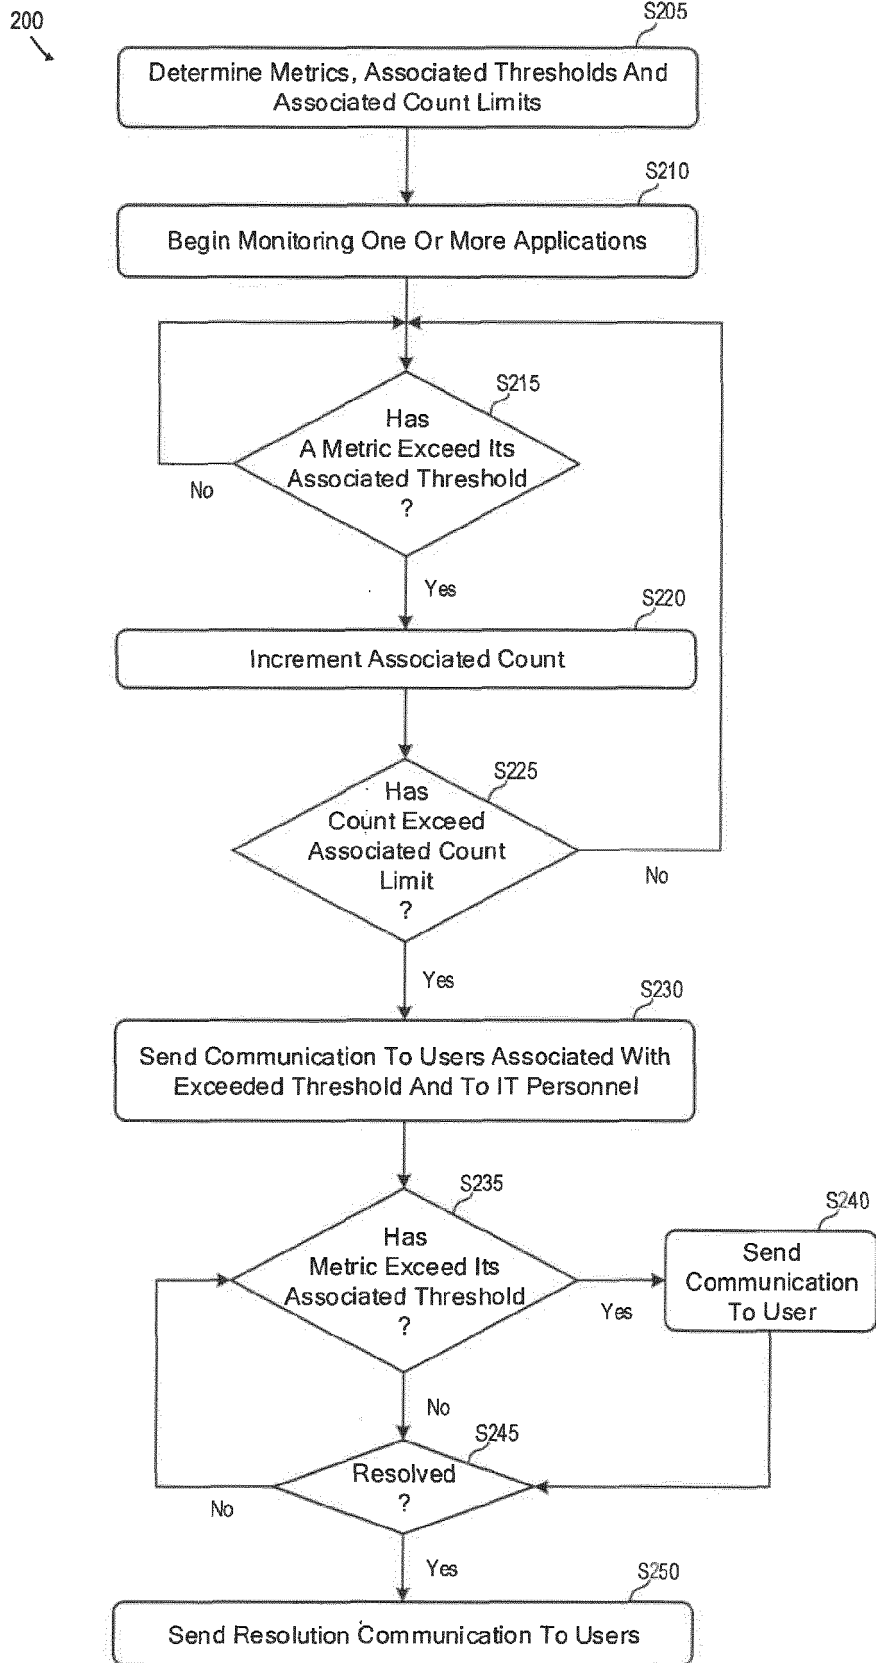 200
S205
Determine Metrics, Associated Thresholds And
Associated Count Limits
S210
Begin Monitoring One Or More Applications
S215
Has
A Metric Exceed Its
Associated Threshold
?
No
Yes
S220
Increment Associated Count
S225
Has
Count Exceed
Associated Count
Limit
?
No
Yes
S230
Send Communication To Users Associated With
Exceeded Threshold And To IT Personnel
S235
Has
Metric Exceed Its
Associated Threshold
?
Yes
S240
Send
Communication
To User
No
S245
Resolved
?
No
Yes
S250
Send Resolution Communication To Users